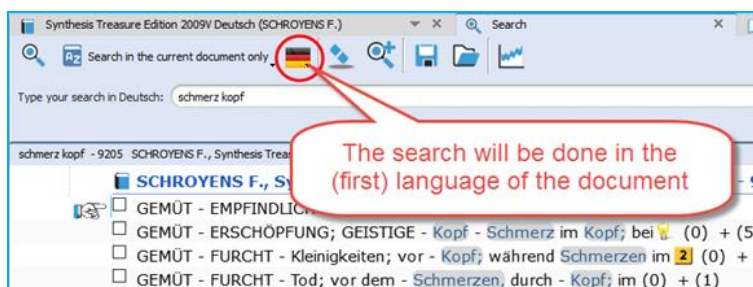 Synthesis Treasure Edition 2009V Deutsch (SCHROYENS F.)
Search
Search in the current document only
Type your search in Deutsch: schmerz kopf
schmerz kopf - 9205 SCHROYENS F., Synthesis Treas
The search will be done in the
(first) language of the document
SCHROYENS F., Sy
GEMÜT - EMPFINDLICH
GEMÜT - ERSCHÖPFUNG; GEISTIGE - Kopf - Schmerz im Kopf; bei (0) + (5
GEMÜT - FURCHT - Kleinigkeiten; vor - Kopf; während Schmerzen im 2 (0) +
GEMÜT - FURCHT - Tod; vor dem - Schmerzen, durch - Kopf; im (0) + (1)